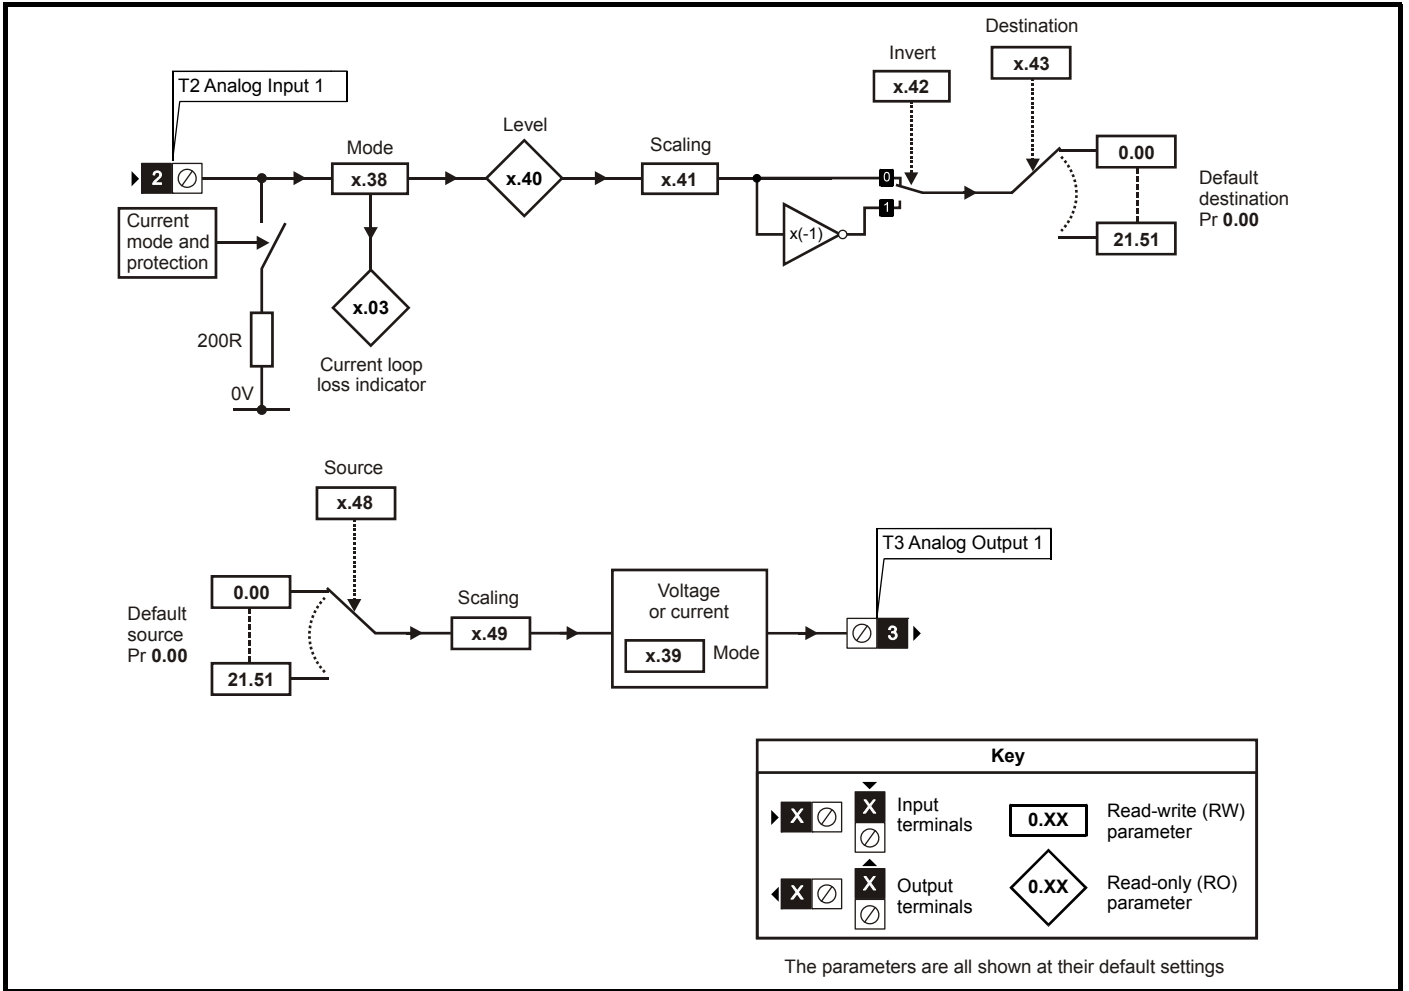 Destination
x.43
Invert
x.42
T2 Analog Input 1
Level
Mode
Scaling
2
x.38
x.40
x.41
0
1
x(-1)
0.00
21.51
Default
destination
Pr 0.00
Current
mode and
protection
x.03
200R
0V
Current loop
loss indicator
Source
x.48
T3 Analog Output 1
0.00
21.51
Default
source
Pr 0.00
Scaling
x.49
Voltage
or current
x.39
Mode
3
Key
X
X
Input
terminals
0.XX
Read-write (RW)
parameter
X
X
Output
terminals
0.XX
Read-only (RO)
parameter
The parameters are all shown at their default settings